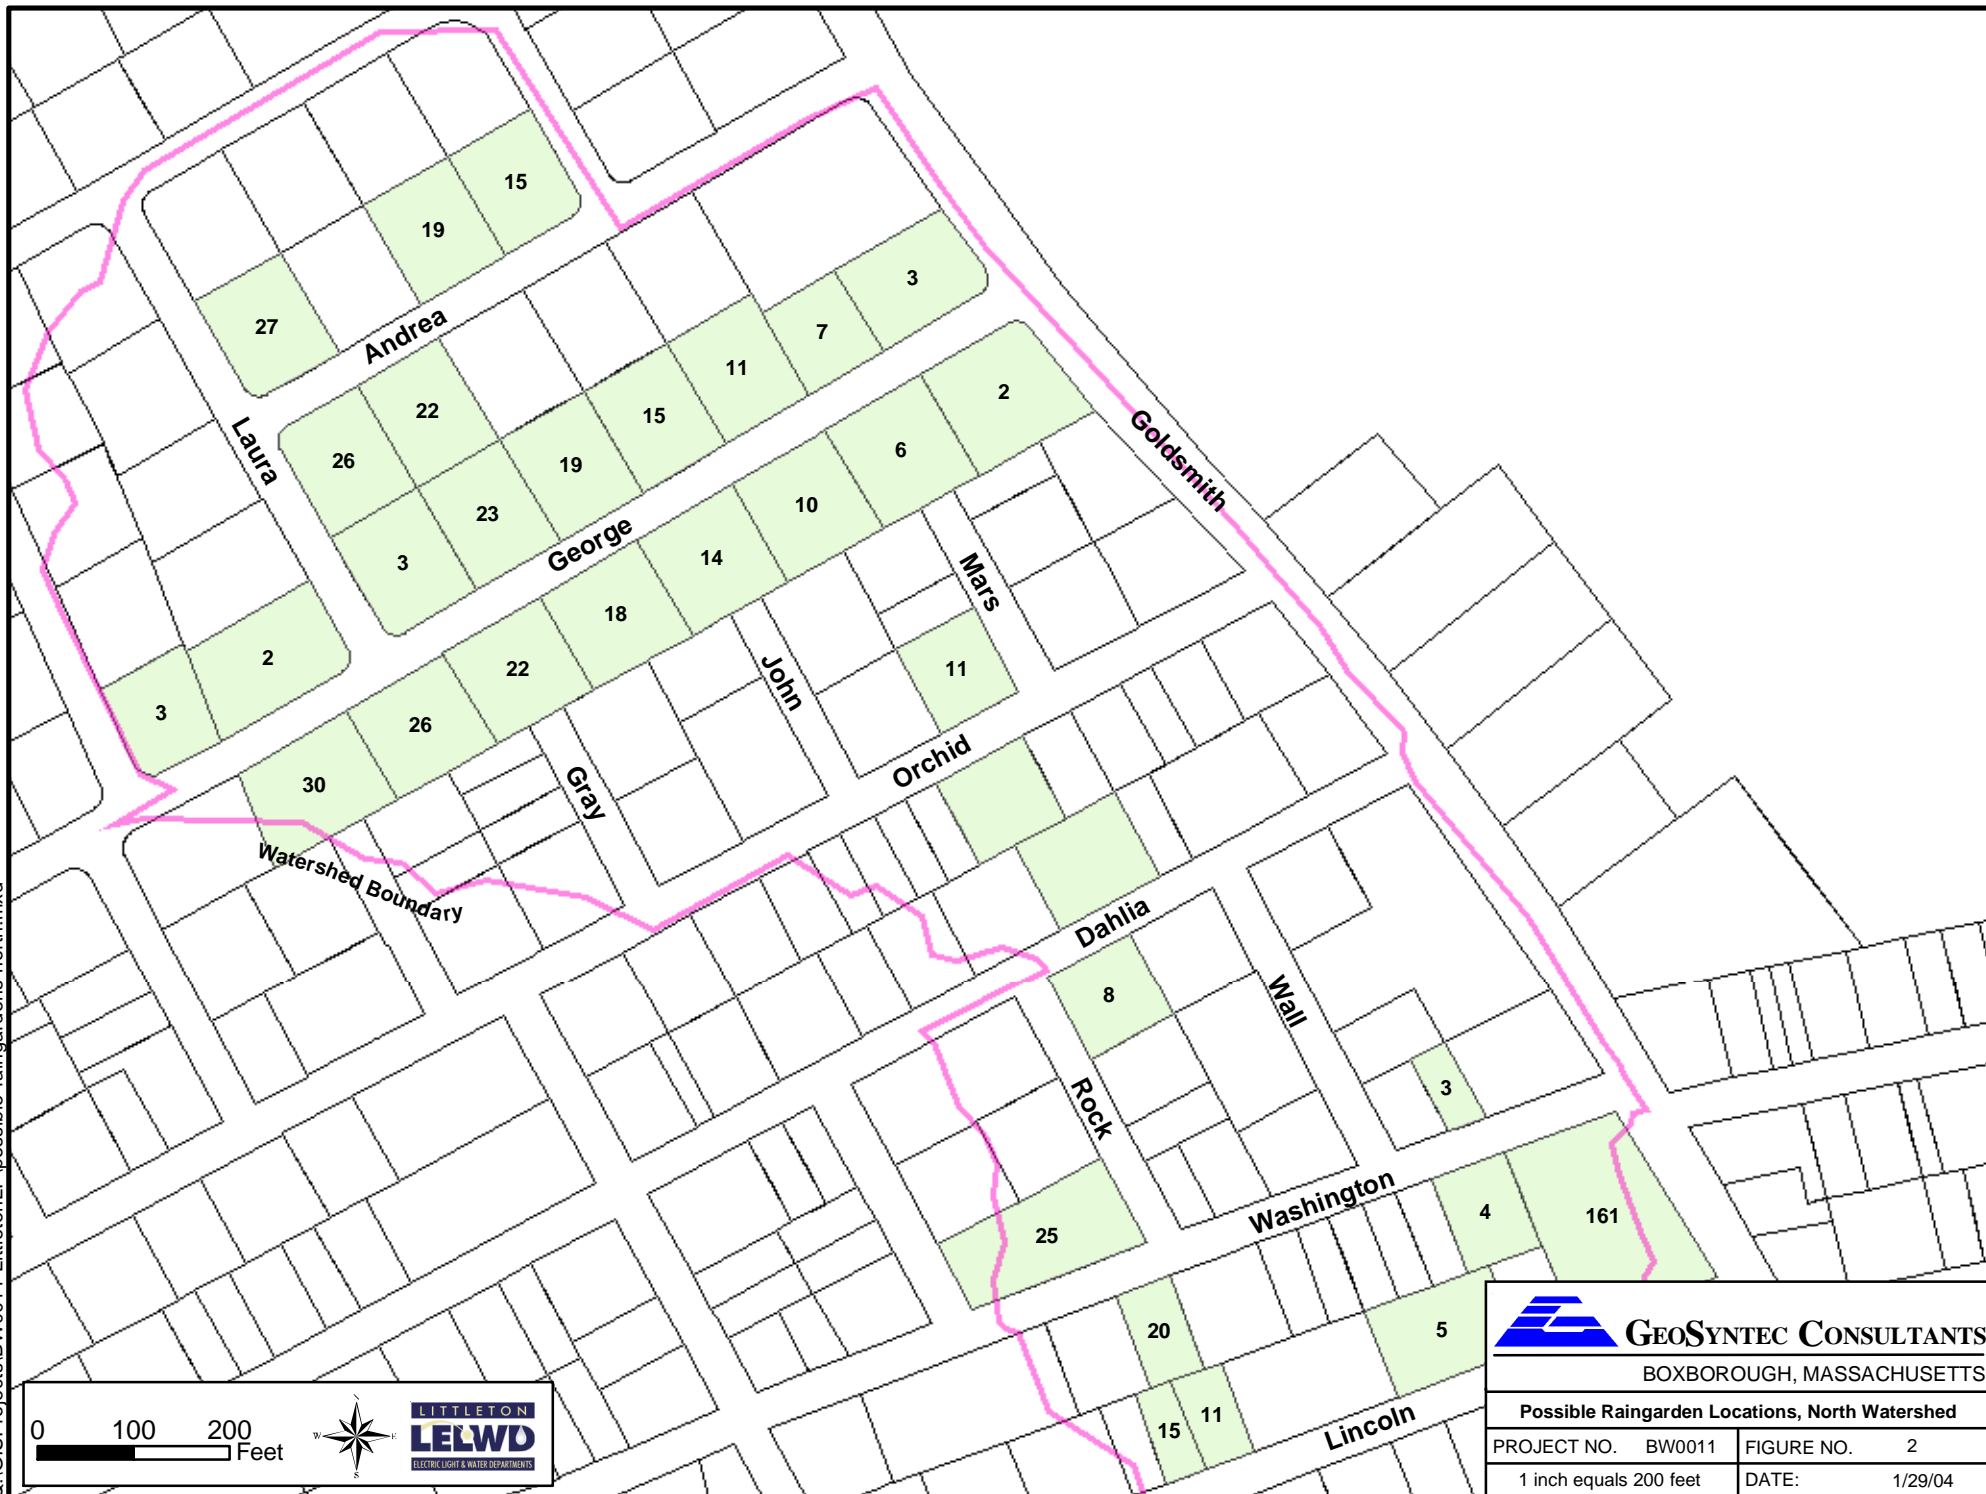 15
19
27
Andrea
3
7
11
15
19
23
3
22
26
Laura
George
2
6
10
14
18
22
26
30
2
3
Goldsmith
Mars
11
John
Orchid
Gray
Watershed Boundary
Dahlia
8
Wall
Rock
3
25
Washington
4
161
20
5
15
11
Lincoln
0 100 200
Feet
N
W E
S
LITTLETON
LELWD
ELECTRIC LIGHT & WATER DEPARTMENTS
GEOSYNTEC CONSULTANTS
BOXBOROUGH, MASSACHUSETTS
Possible Raingarden Locations, North Watershed
PROJECT NO. BW0011
FIGURE NO. 2
1 inch equals 200 feet
DATE: 1/29/04